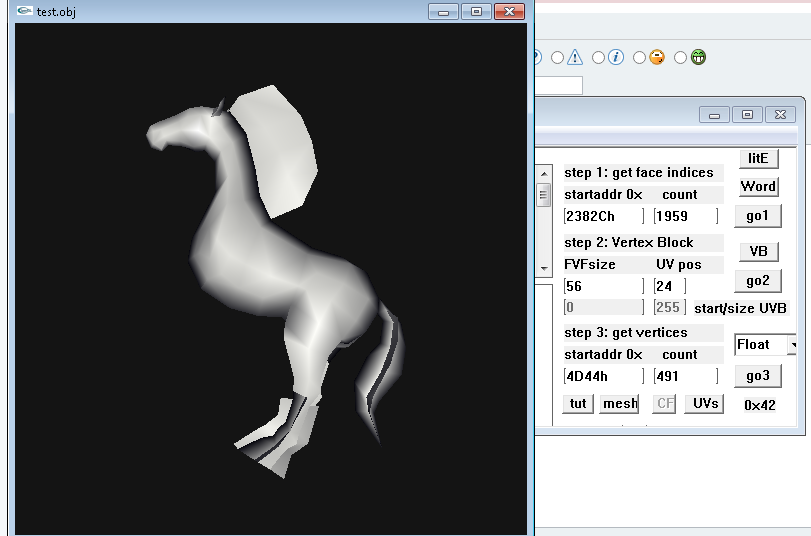 test.obj
litE
step 1: get face indices
Word
startaddr 0x count
2382Ch 1959 go1
step 2: Vertex Block
VB
FVFsize UV pos
56 24 go2
0 255 start/size UVB
step 3: get vertices
Float
startaddr 0x count
4D44h 491 go3
tut mesh CF UVs 0x42